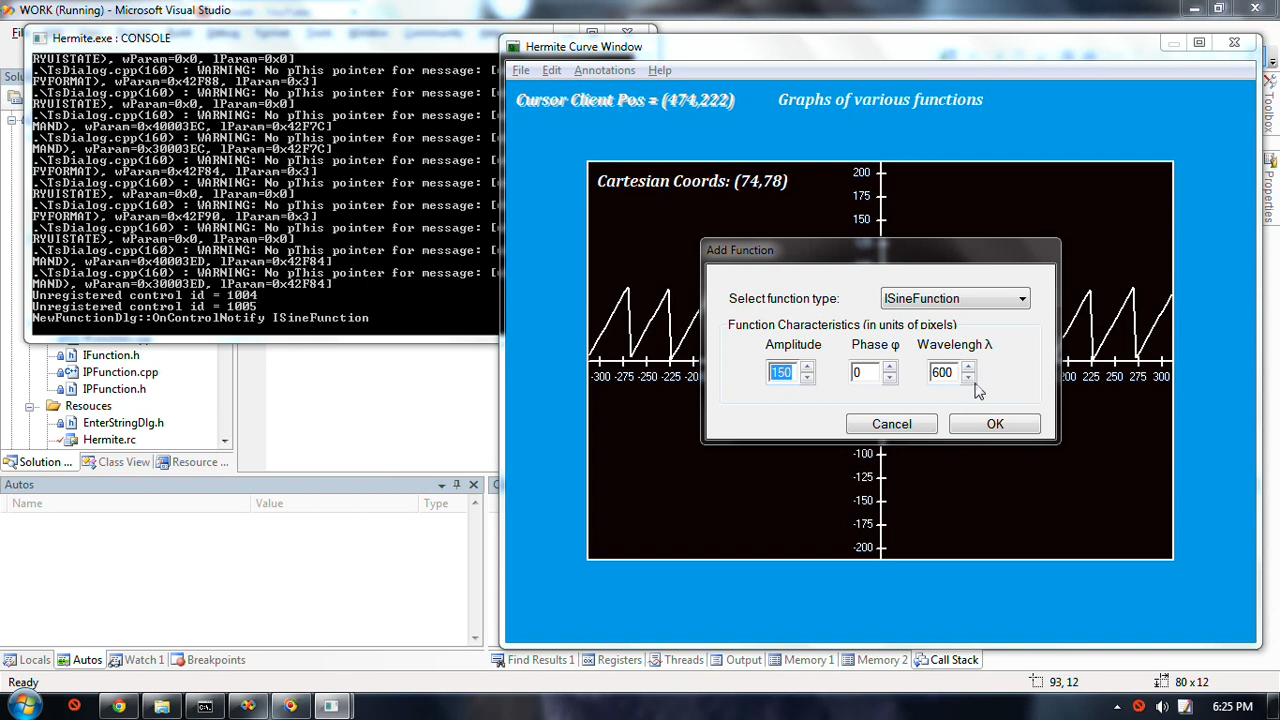 WORK (Running) - Microsoft Visual Studio
Hermite.exe : CONSOLE
RYUISTATE), wParam=0x0, lParam=0x0]
.\TsDialog.cpp(160) : WARNING: No pThis pointer for message: [
FYFORMAT), wParam=0x42F88, lParam=0x3]
.\TsDialog.cpp(160) : WARNING: No pThis pointer for message: [
RYUISTATE), wParam=0x0, lParam=0x0]
.\TsDialog.cpp(160) : WARNING: No pThis pointer for message: [
MAND), wParam=0x40003EC, lParam=0x42F7C]
.\TsDialog.cpp(160) : WARNING: No pThis pointer for message: [
MAND), wParam=0x30003EC, lParam=0x42F7C]
.\TsDialog.cpp(160) : WARNING: No pThis pointer for message: [
FYFORMAT), wParam=0x42F84, lParam=0x3]
.\TsDialog.cpp(160) : WARNING: No pThis pointer for message: [
RYUISTATE), wParam=0x0, lParam=0x0]
.\TsDialog.cpp(160) : WARNING: No pThis pointer for message: [
FYFORMAT), wParam=0x42F90, lParam=0x3]
.\TsDialog.cpp(160) : WARNING: No pThis pointer for message: [
RYUISTATE), wParam=0x0, lParam=0x0]
.\TsDialog.cpp(160) : WARNING: No pThis pointer for message: [
MAND), wParam=0x40003ED, lParam=0x42F84]
.\TsDialog.cpp(160) : WARNING: No pThis pointer for message: [
MAND), wParam=0x30003ED, lParam=0x42F84]
Unregistered control id = 1004
Unregistered control id = 1005
NewFunctionDlg::OnControlNotify ISineFunction
IFunction.h
IPFunction.cpp
IPFunction.h
Resouces
EnterStringDlg.h
Hermite.rc
Solution ... Class View Resource ...
Autos
Name Value Type
Locals Autos Watch 1 Breakpoints
Ready
Hermite Curve Window
File Edit Annotations Help
Cursor Client Pos = (474,222) Graphs of various functions
Cartesian Coords: (74,78)
200
175
150
-300 -275 -250 -225
225 250 275 300
-100
-125
-150
-175
-200
Add Function
Select function type: ISineFunction
Function Characteristics (in units of pixels)
Amplitude Phase φ Wavelengh λ
150 0 600
Cancel OK
Toolbox
Properties
Find Results 1 Registers Threads Output Memory 1 Memory 2 Call Stack
93, 12 80 x 12
6:25 PM